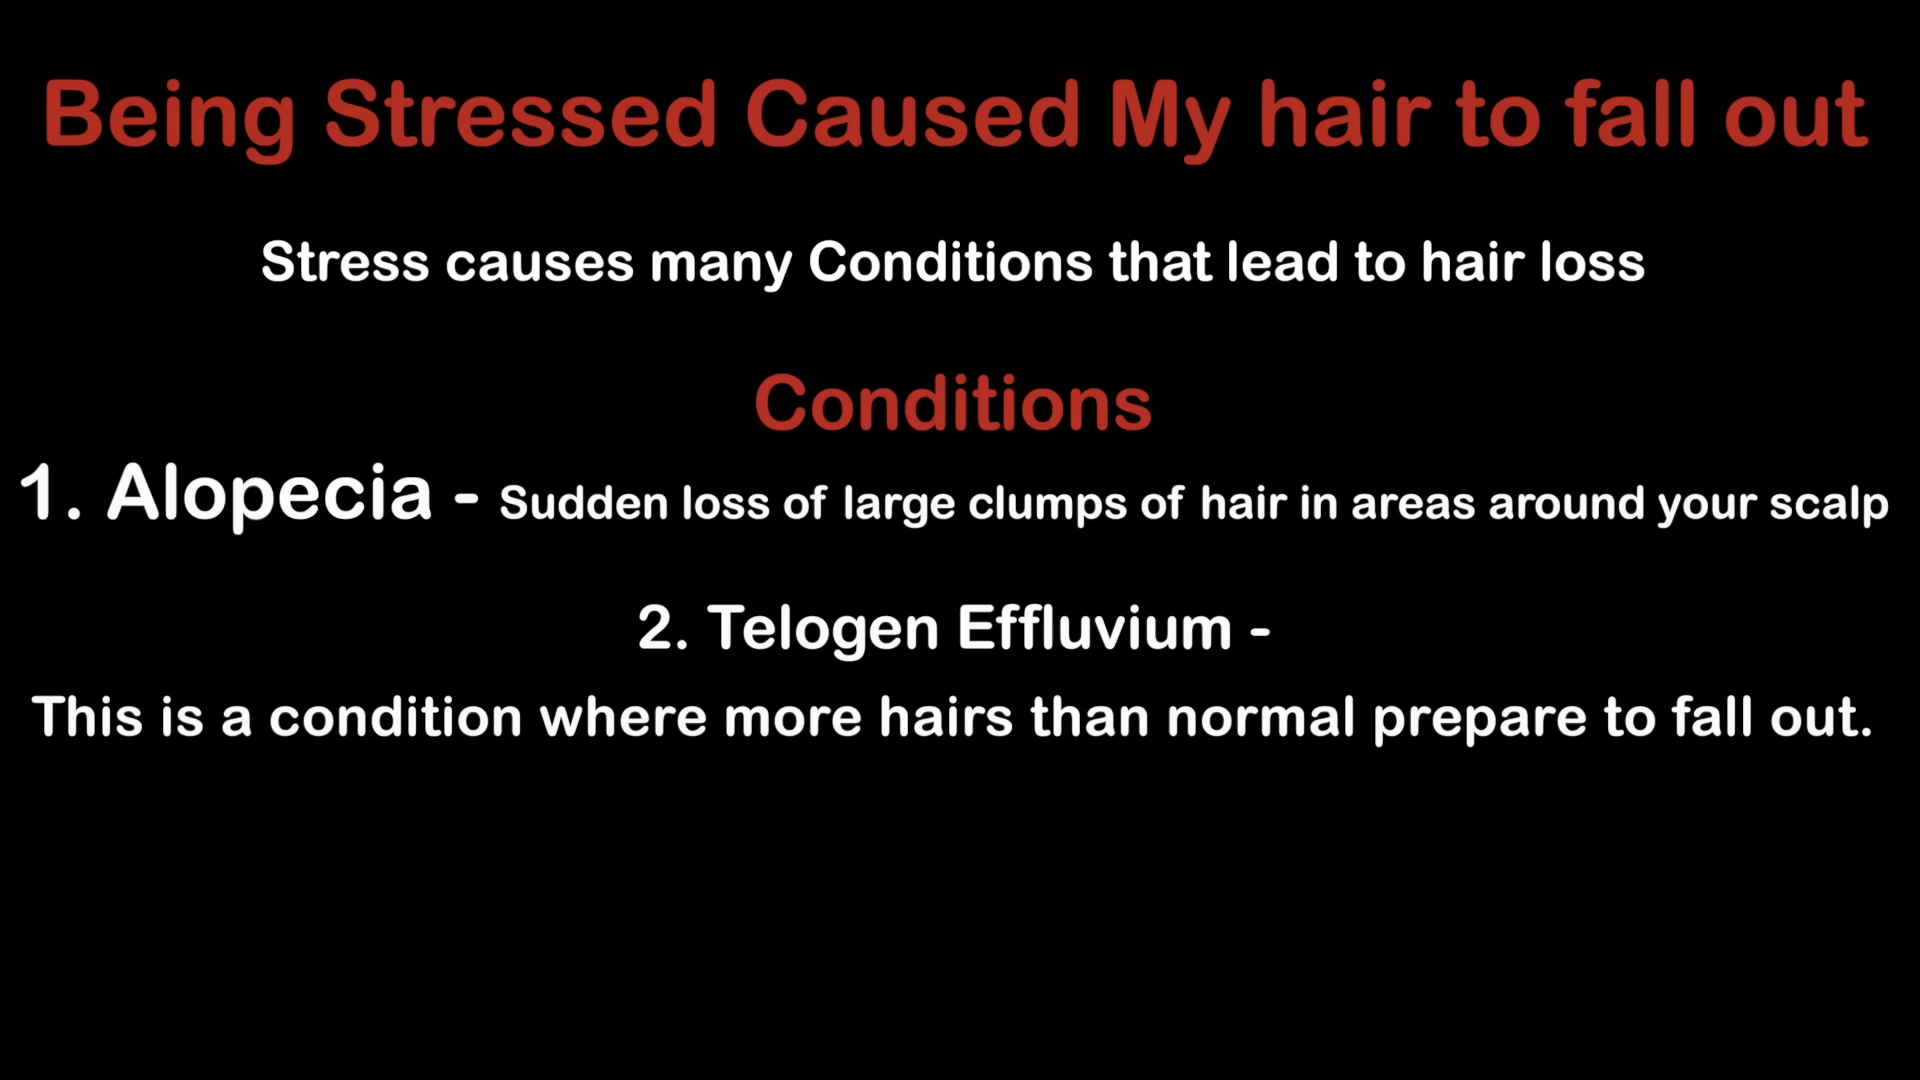 Being Stressed Caused My hair to fall out
Stress causes many Conditions that lead to hair loss
Conditions
1. Alopecia - Sudden loss of large clumps of hair in areas around your scalp
2. Telogen Effluvium -
This is a condition where more hairs than normal prepare to fall out.